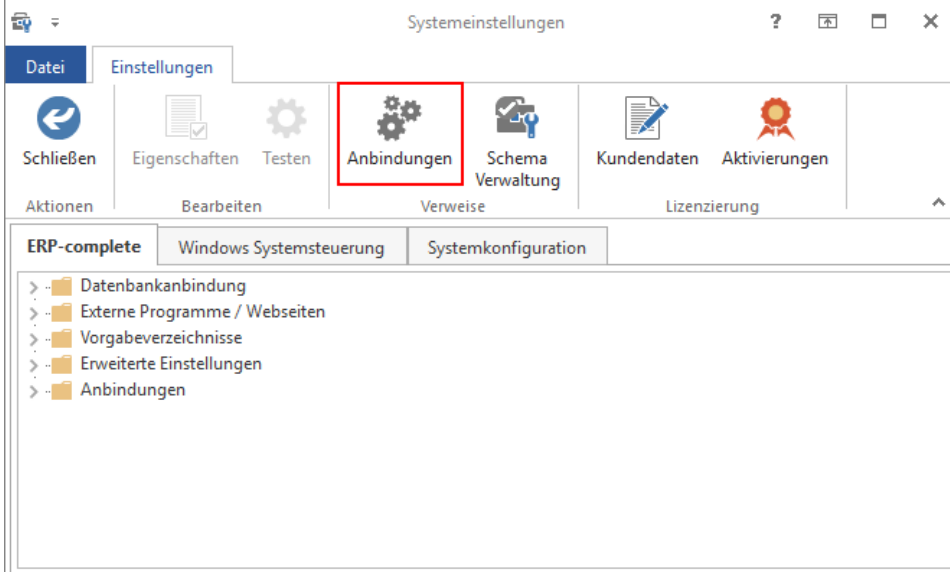 Systemeinstellungen ?
Datei Einstellungen
Schließen Eigenschaften Testen Anbindungen Schema Verwaltung Kundendaten Aktivierungen
Aktionen Bearbeiten Verweise Lizenzierung
ERP-complete Windows Systemsteuerung Systemkonfiguration
Datenbankanbindung
Externe Programme / Webseiten
Vorgabeverzeichnisse
Erweiterte Einstellungen
Anbindungen